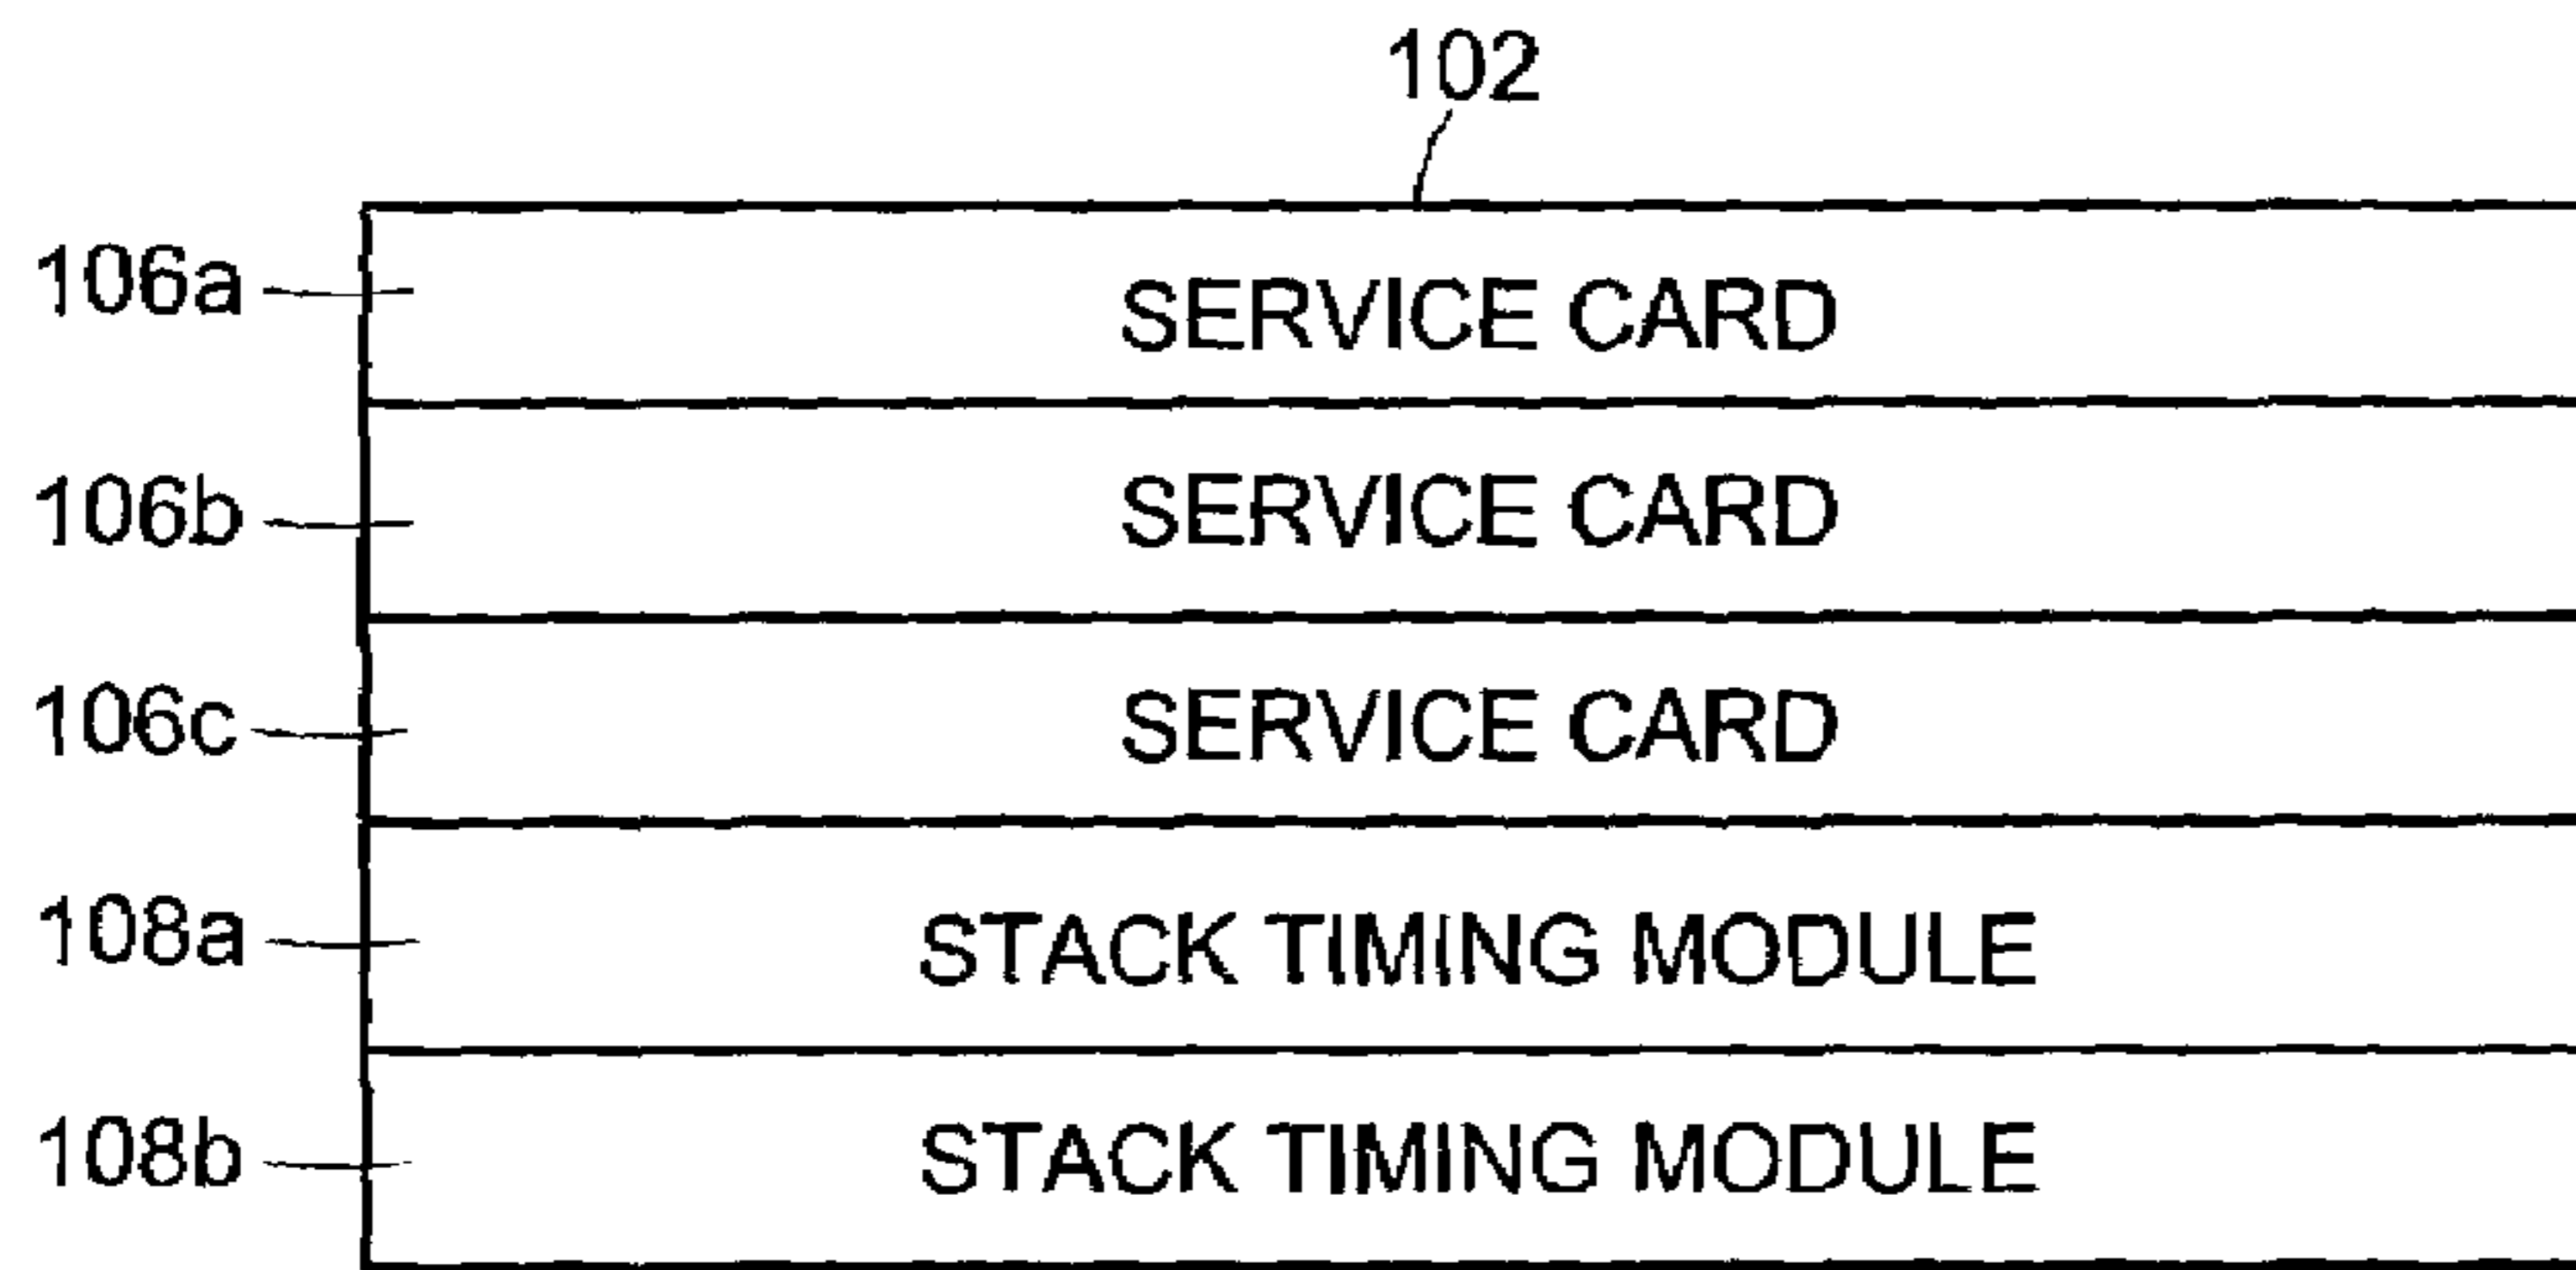 102
106a SERVICE CARD
106b SERVICE CARD
106c SERVICE CARD
108a STACK TIMING MODULE
108b STACK TIMING MODULE